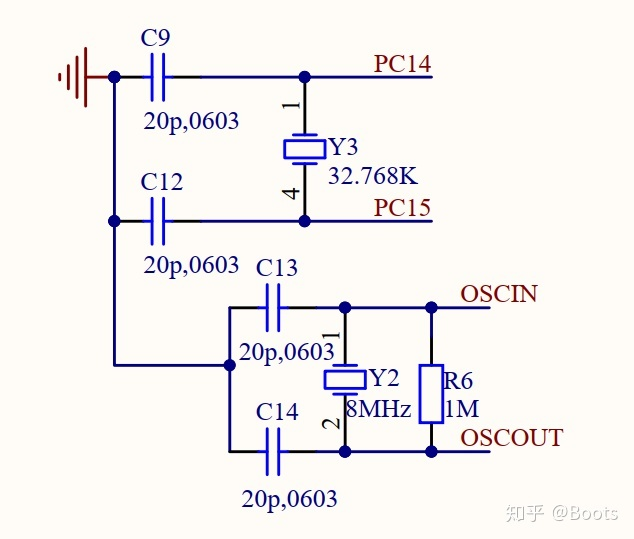 C9
PC14
20p,0603
1
Y3
32.768K
4
C12
PC15
20p,0603
C13
OSCIN
20p,0603
1
Y2
8MHz
2
R6
1M
C14
OSCOUT
20p,0603
知乎 @Boots